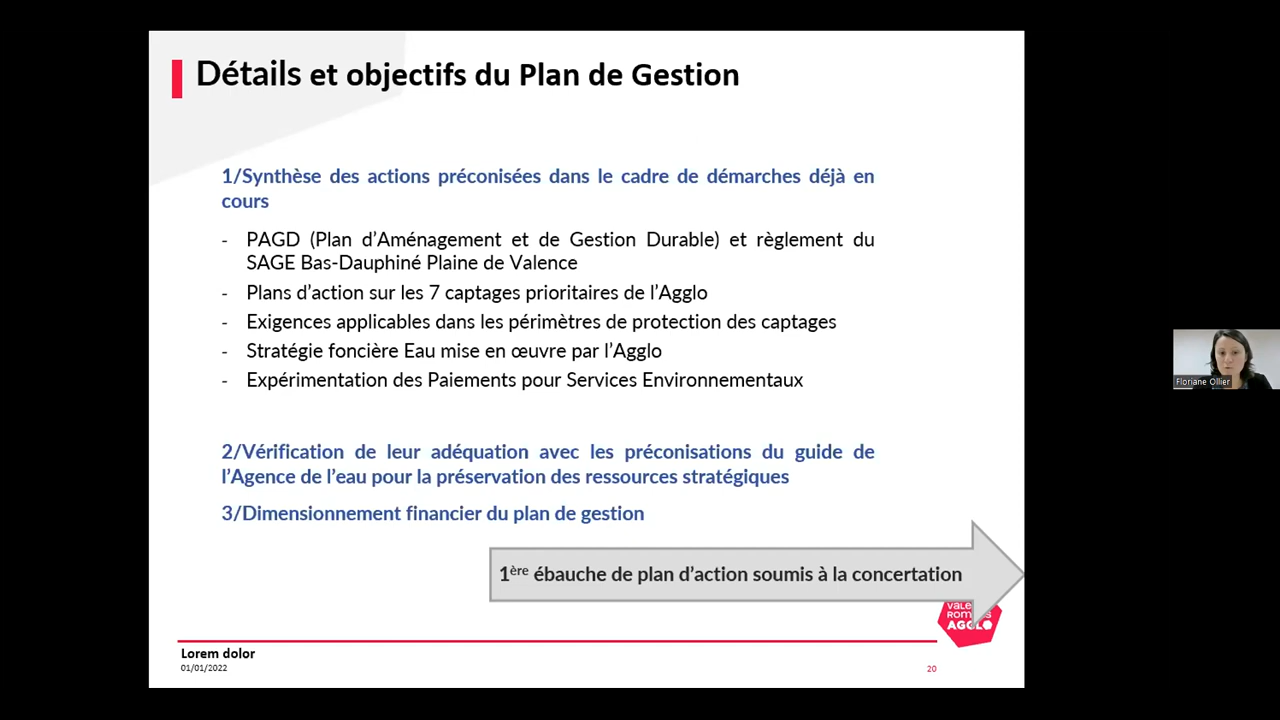 Détails et objectifs du Plan de Gestion
1/Synthèse des actions préconisées dans le cadre de démarches déjà en
cours
- PAGD (Plan d’Aménagement et de Gestion Durable) et règlement du
SAGE Bas-Dauphiné Plaine de Valence
- Plans d’action sur les 7 captages prioritaires de l’Agglo
- Exigences applicables dans les périmètres de protection des captages
- Stratégie foncière Eau mise en œuvre par l’Agglo
- Expérimentation des Paiements pour Services Environnementaux
2/Vérification de leur adéquation avec les préconisations du guide de
l’Agence de l’eau pour la préservation des ressources stratégiques
3/Dimensionnement financier du plan de gestion
1ère ébauche de plan d’action soumis à la concertation
AGGLO
Lorem dolor
01/01/2022
20
Floriane Ollier